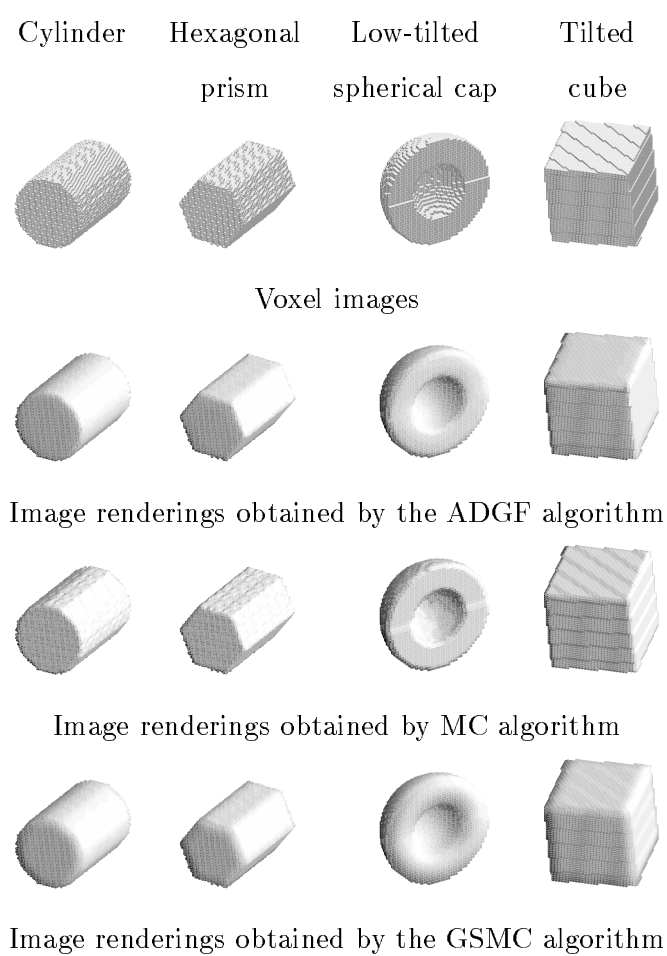 Cylinder Hexagonal Low-tilted Tilted
prism spherical cap cube
Voxel images
Image renderings obtained by the ADGF algorithm
Image renderings obtained by MC algorithm
Image renderings obtained by the GSMC algorithm